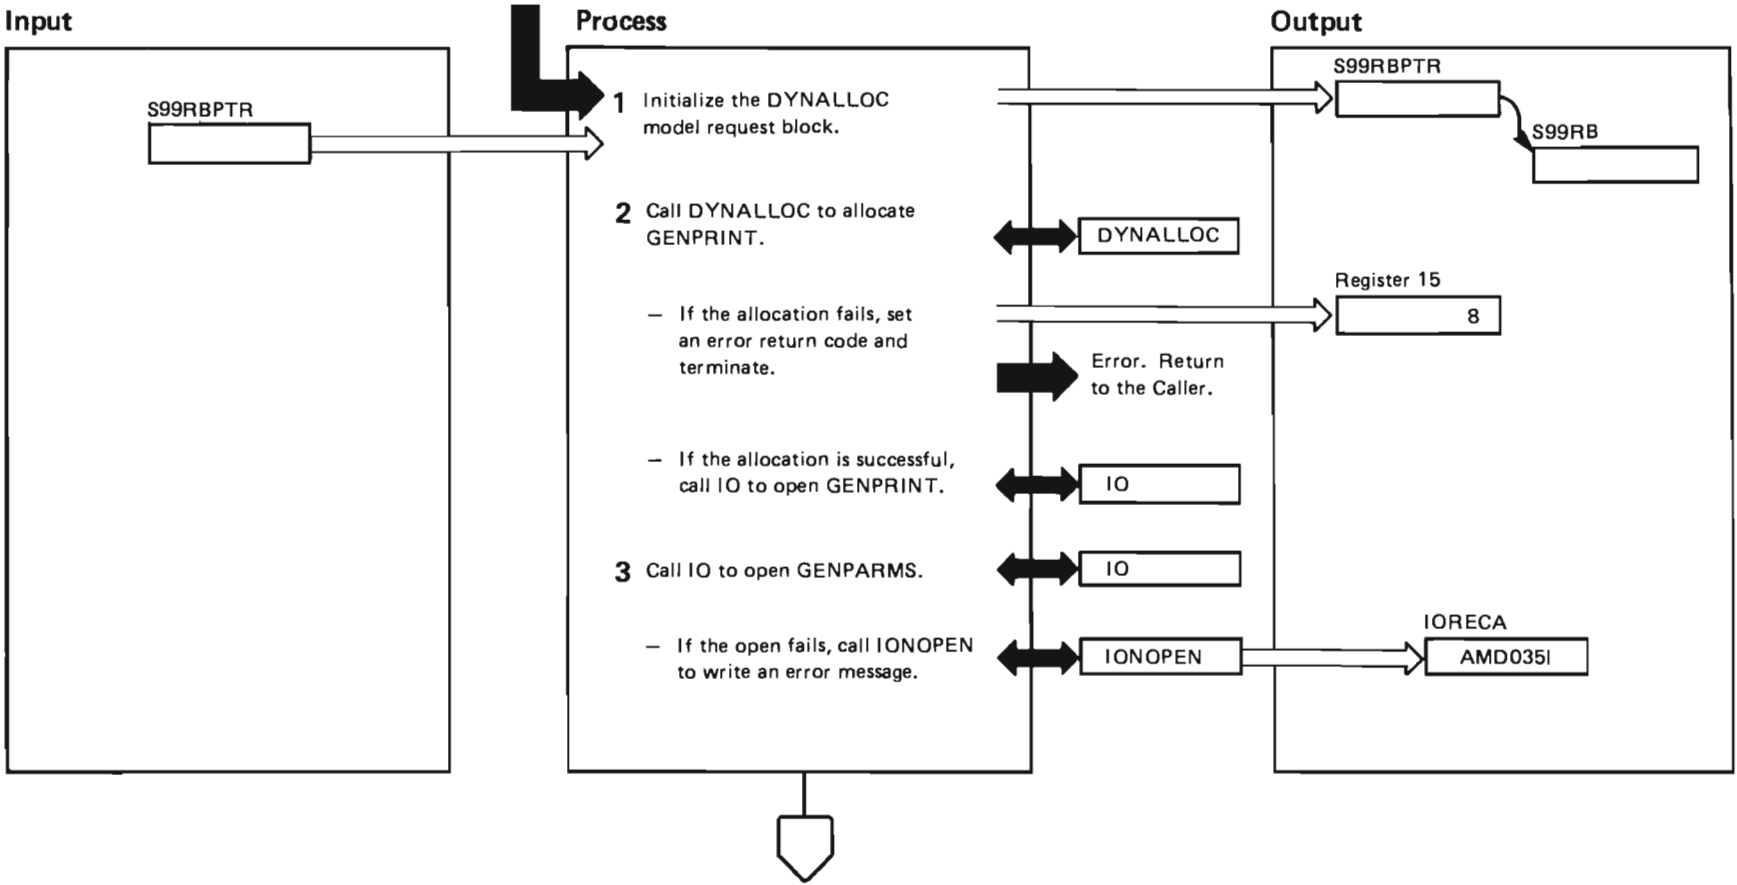 Input
Process
Output
S99RBPTR
1 Initialize the DYNALLOC
model request block.
S99RBPTR
S99RB
2 Call DYNALLOC to allocate
GENPRINT.
DYNALLOC
– If the allocation fails, set
an error return code and
terminate.
Register 15
8
Error. Return
to the Caller.
– If the allocation is successful,
call IO to open GENPRINT.
IO
3 Call IO to open GENPARMS.
IO
– If the open fails, call IONOPEN
to write an error message.
IONOPEN
IORECA
AMD035I